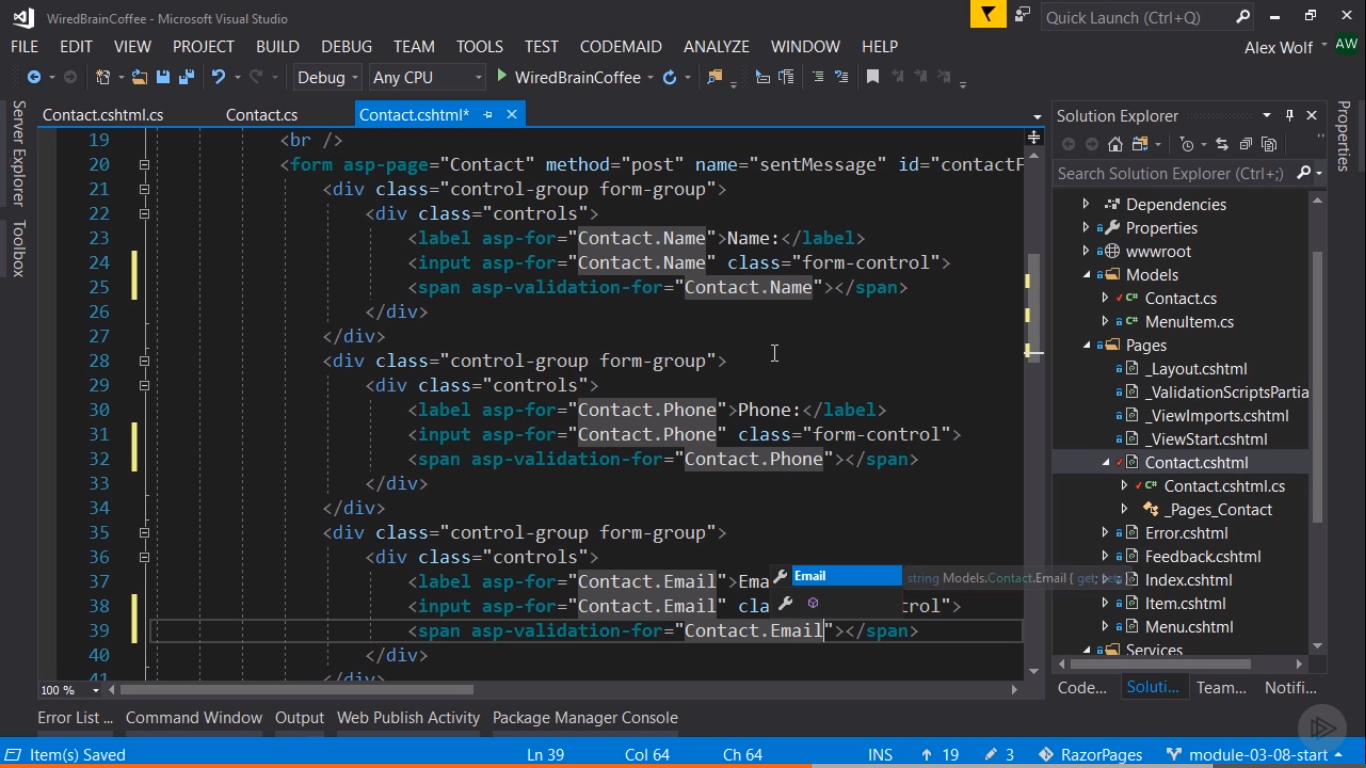 WiredBrainCoffee - Microsoft Visual Studio
Quick Launch (Ctrl+Q)
FILE EDIT VIEW PROJECT BUILD DEBUG TEAM TOOLS TEST CODEMAID ANALYZE WINDOW HELP
Alex Wolf AW
Debug Any CPU WiredBrainCoffee
Server Explorer
Toolbox
Contact.cshtml.cs Contact.cs Contact.cshtml*
19 <br />
20 <form asp-page="Contact" method="post" name="sentMessage" id="contactF
21 <div class="control-group form-group">
22 <div class="controls">
23 <label asp-for="Contact.Name">Name:</label>
24 <input asp-for="Contact.Name" class="form-control">
25 <span asp-validation-for="Contact.Name"></span>
26 </div>
27 </div>
28 <div class="control-group form-group">
29 <div class="controls">
30 <label asp-for="Contact.Phone">Phone:</label>
31 <input asp-for="Contact.Phone" class="form-control">
32 <span asp-validation-for="Contact.Phone"></span>
33 </div>
34 </div>
35 <div class="control-group form-group">
36 <div class="controls">
37 <label asp-for="Contact.Email">Ema
Email
string Models.Contact.Email { get; set;
38 <input asp-for="Contact.Email" cla trol">
39 <span asp-validation-for="Contact.Email"></span>
40 </div>
41 </div>
100 %
Solution Explorer
Search Solution Explorer (Ctrl+;)
Dependencies
C# Properties
wwwroot
Models
C# Contact.cs
C# MenuItem.cs
Pages
_Layout.cshtml
_ValidationScriptsPartia
_ViewImports.cshtml
_ViewStart.cshtml
Contact.cshtml
C# Contact.cshtml.cs
_Pages_Contact
Error.cshtml
Feedback.cshtml
Index.cshtml
Item.cshtml
Menu.cshtml
Services
Code... Soluti... Team... Notifi...
Properties
Error List ... Command Window Output Web Publish Activity Package Manager Console
Item(s) Saved Ln 39 Col 64 Ch 64 INS 19 3 RazorPages module-03-08-start